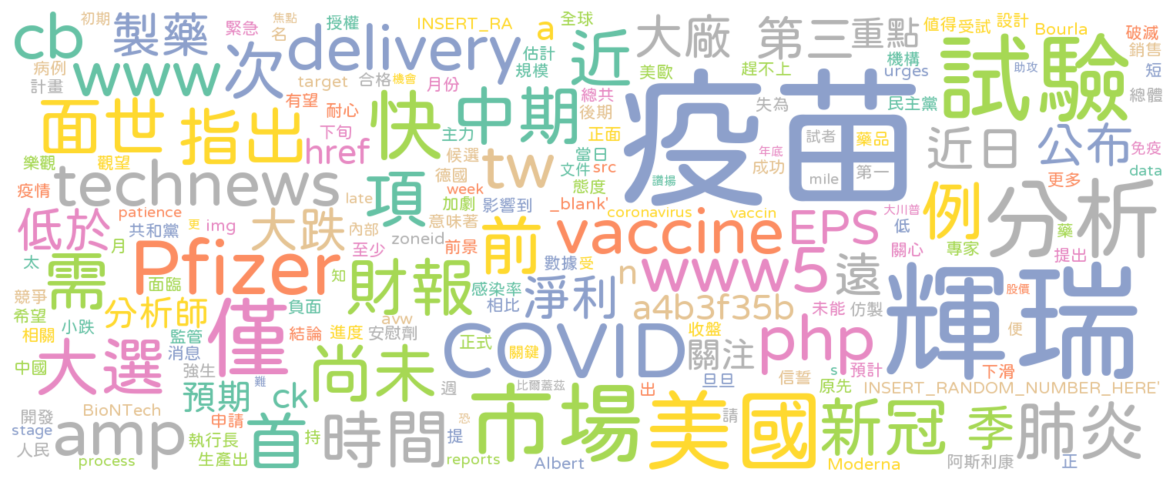 初期 焦點 名 緊急 授權 INSERT_RA a 全球 大廠 第三 重點 值得 受試 設計 Bourla 破滅
cb 製藥 次 delivery 估計 規模 近 機構 銷售
病例 www target 合格 機會 月份 美歐 趕不上 urges 助攻 短
計畫 有望 耐心 總共 後期 失為 民主黨 試驗 總體
面世 指出 快 中期 主力 正面 疫苗 試者 藥品 近日 公布 免疫
樂觀 觀望 href 候選 tw 當日 文件 src 年底 成功 mile 第一 更多 data
疫情 technews 項 德國 week 加劇 態度 影響到 _blank' 讚揚 coronavirus vaccin 大川普 例 分析
patience late 意味著
低於 共和黨 更 img 大跌 內部 zoneid 前 vaccine EPS 低 關心 專家 藥 提出
月 至少 前景
太 需 面臨 Pfizer 知 財報 感染率 數據 受 n www5 遠 輝瑞
競爭 希望 分析師 負面 avw 相比 淨利 a4b3f35b 未能 仿製 股價
相關 小跌 監管 結論 進度 安慰劑 正式 收盤 便
中國 消息 僅 COVID 關鍵 關注 php
大選 強生 尚未 週 難 比爾蓋茲 出 旦旦 信誓 s 預計 下滑
預期 ck 原先 INSERT_RANDOM_NUMBER_HERE'
開發 BioNTech 申請 首 時間 持 提 恐 市場 請 美國 新冠 季 肺炎
stage amp 執行長
人民 process 生產出 reports Albert Moderna 阿斯利康 正